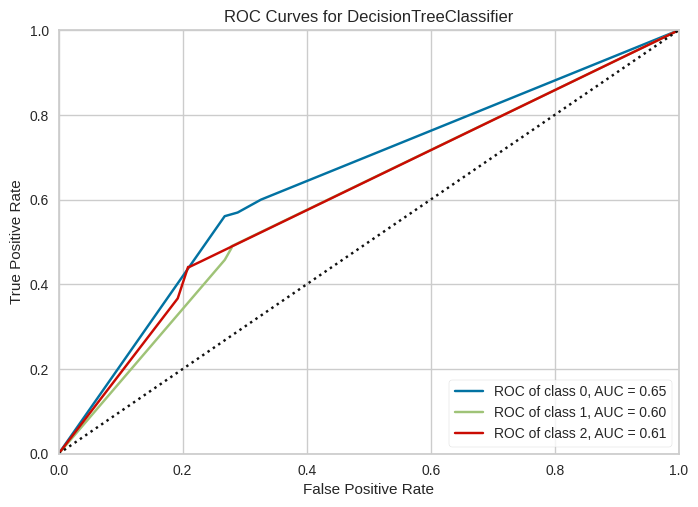 ROC Curves for DecisionTreeClassifier
1.0
0.8
0.6
0.4
0.2
0.0
True Positive Rate
0.0 0.2 0.4 0.6 0.8 1.0
False Positive Rate
ROC of class 0, AUC = 0.65
ROC of class 1, AUC = 0.60
ROC of class 2, AUC = 0.61